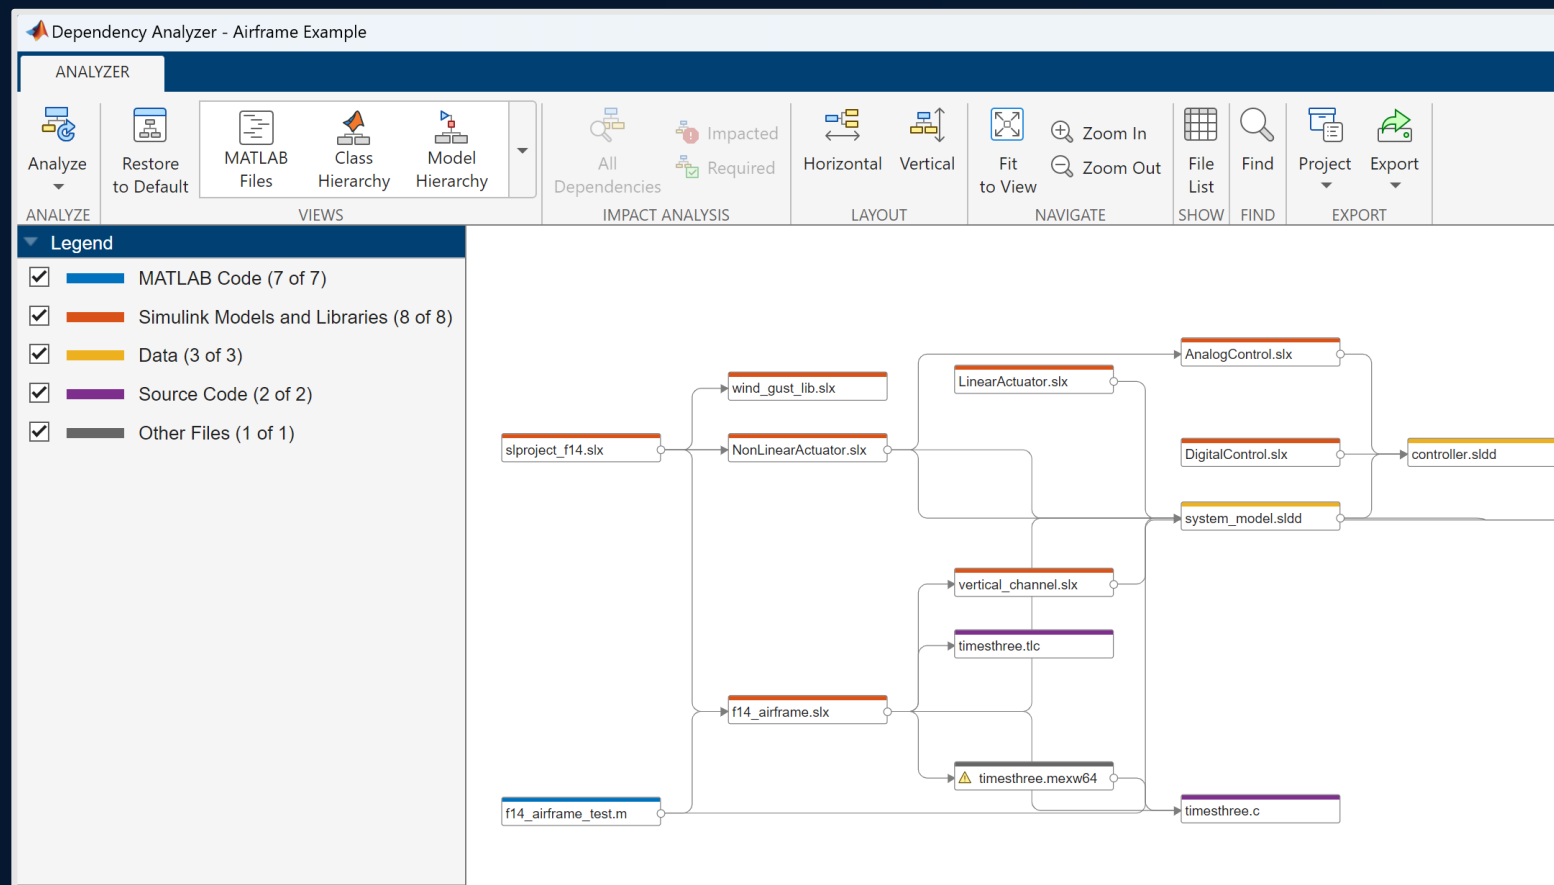 Dependency Analyzer - Airframe Example
ANALYZER
Analyze
ANALYZE
Restore
to Default
MATLAB
Files
Class
Hierarchy
Model
Hierarchy
VIEWS
All
Dependencies
Impacted
Required
IMPACT ANALYSIS
Horizontal
Vertical
LAYOUT
Fit
to View
Zoom In
Zoom Out
NAVIGATE
File
List
SHOW
Find
FIND
Project
Export
EXPORT
Legend
MATLAB Code (7 of 7)
Simulink Models and Libraries (8 of 8)
Data (3 of 3)
Source Code (2 of 2)
Other Files (1 of 1)
AnalogControl.slx
LinearActuator.slx
wind_gust_lib.slx
slproject_f14.slx
NonLinearActuator.slx
DigitalControl.slx
controller.sldd
system_model.sldd
vertical_channel.slx
timesthree.tlc
f14_airframe.slx
timesthree.mexw64
f14_airframe_test.m
timesthree.c